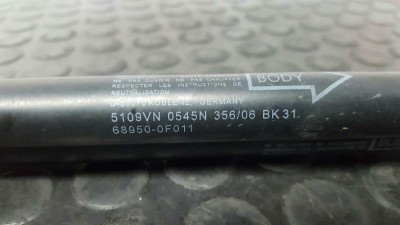 NE PAS OUVRIR, NE PAS CHAUFFER
RESPECTER LES INSTRUCTIONS DE
NEUTRALISATION
KOBLENZ, GERMANY
BODY
5109VN 0545N 356/06 BK31
68950-0F011